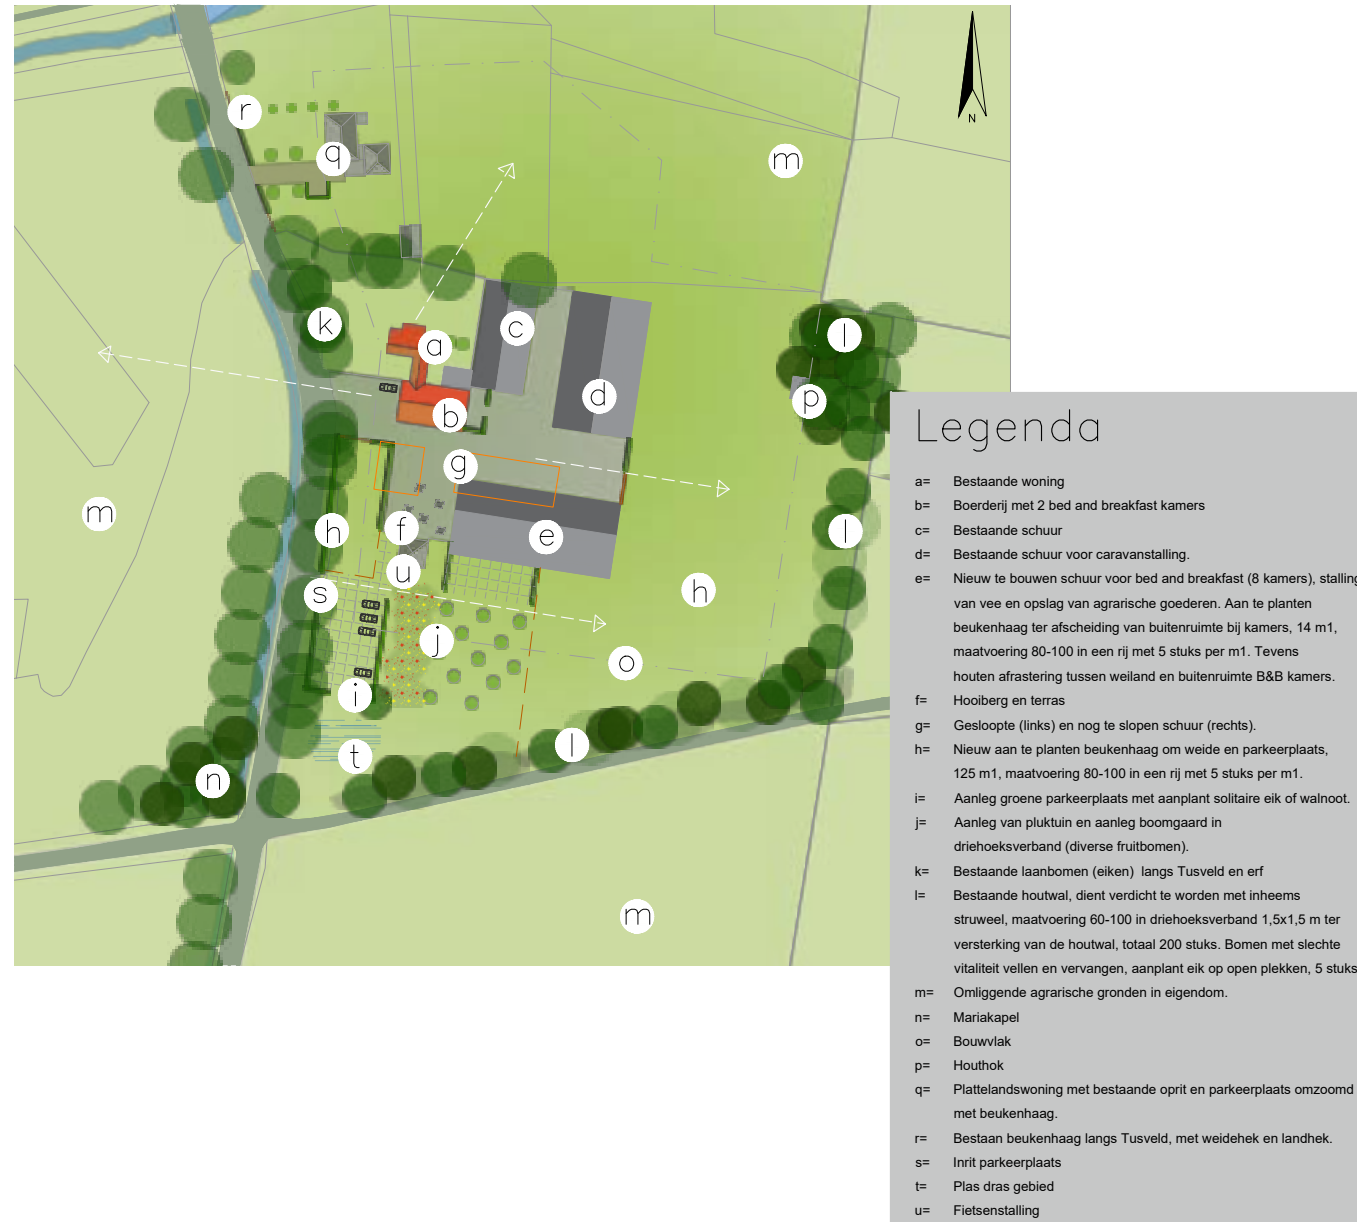 N
r
q
m
k
a
c
l
d
p
b
g
m
h
f
e
l
u
s
h
j
o
i
t
l
n
m
Legenda
a= Bestaande woning
b= Boerderij met 2 bed and breakfast kamers
c= Bestaande schuur
d= Bestaande schuur voor caravanstalling.
e= Nieuw te bouwen schuur voor bed and breakfast (8 kamers), stalling
van vee en opslag van agrarische goederen. Aan te planten
beukenhaag ter afscheiding van buitenruimte bij kamers, 14 m1,
maatvoering 80-100 in een rij met 5 stuks per m1. Tevens
houten afrastering tussen weiland en buitenruimte B&B kamers.
f= Hooiberg en terras
g= Gesloopte (links) en nog te slopen schuur (rechts).
h= Nieuw aan te planten beukenhaag om weide en parkeerplaats,
125 m1, maatvoering 80-100 in een rij met 5 stuks per m1.
i= Aanleg groene parkeerplaats met aanplant solitaire eik of walnoot.
j= Aanleg van pluktuin en aanleg boomgaard in
driehoeksverband (diverse fruitbomen).
k= Bestaande laanbomen (eiken) langs Tusveld en erf
l= Bestaande houtwal, dient verdicht te worden met inheems
struweel, maatvoering 60-100 in driehoeksverband 1,5x1,5 m ter
versterking van de houtwal, totaal 200 stuks. Bomen met slechte
vitaliteit vellen en vervangen, aanplant eik op open plekken, 5 stuks
m= Omliggende agrarische gronden in eigendom.
n= Mariakapel
o= Bouwvlak
p= Houthok
q= Plattelandswoning met bestaande oprit en parkeerplaats omzoomd
met beukenhaag.
r= Bestaan beukenhaag langs Tusveld, met weidehek en landhek.
s= Inrit parkeerplaats
t= Plas dras gebied
u= Fietsenstalling